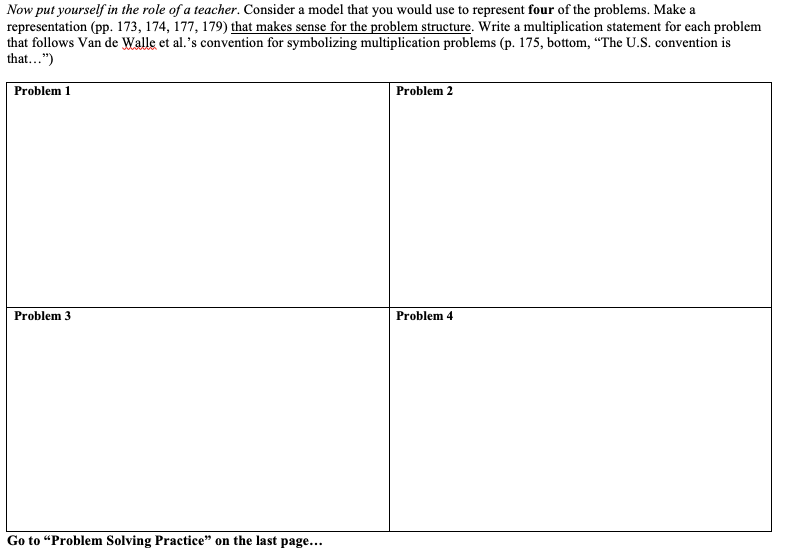 Now put yourself in the role of a teacher. Consider a model that you would use to represent four of the problems. Make a
representation (pp. 173, 174, 177, 179) that makes sense for the problem structure. Write a multiplication statement for each problem
that follows Van de Walle et al.’s convention for symbolizing multiplication problems (p. 175, bottom, “The U.S. convention is
that…”)
Problem 1
Problem 2
Problem 3
Problem 4
Go to “Problem Solving Practice” on the last page…